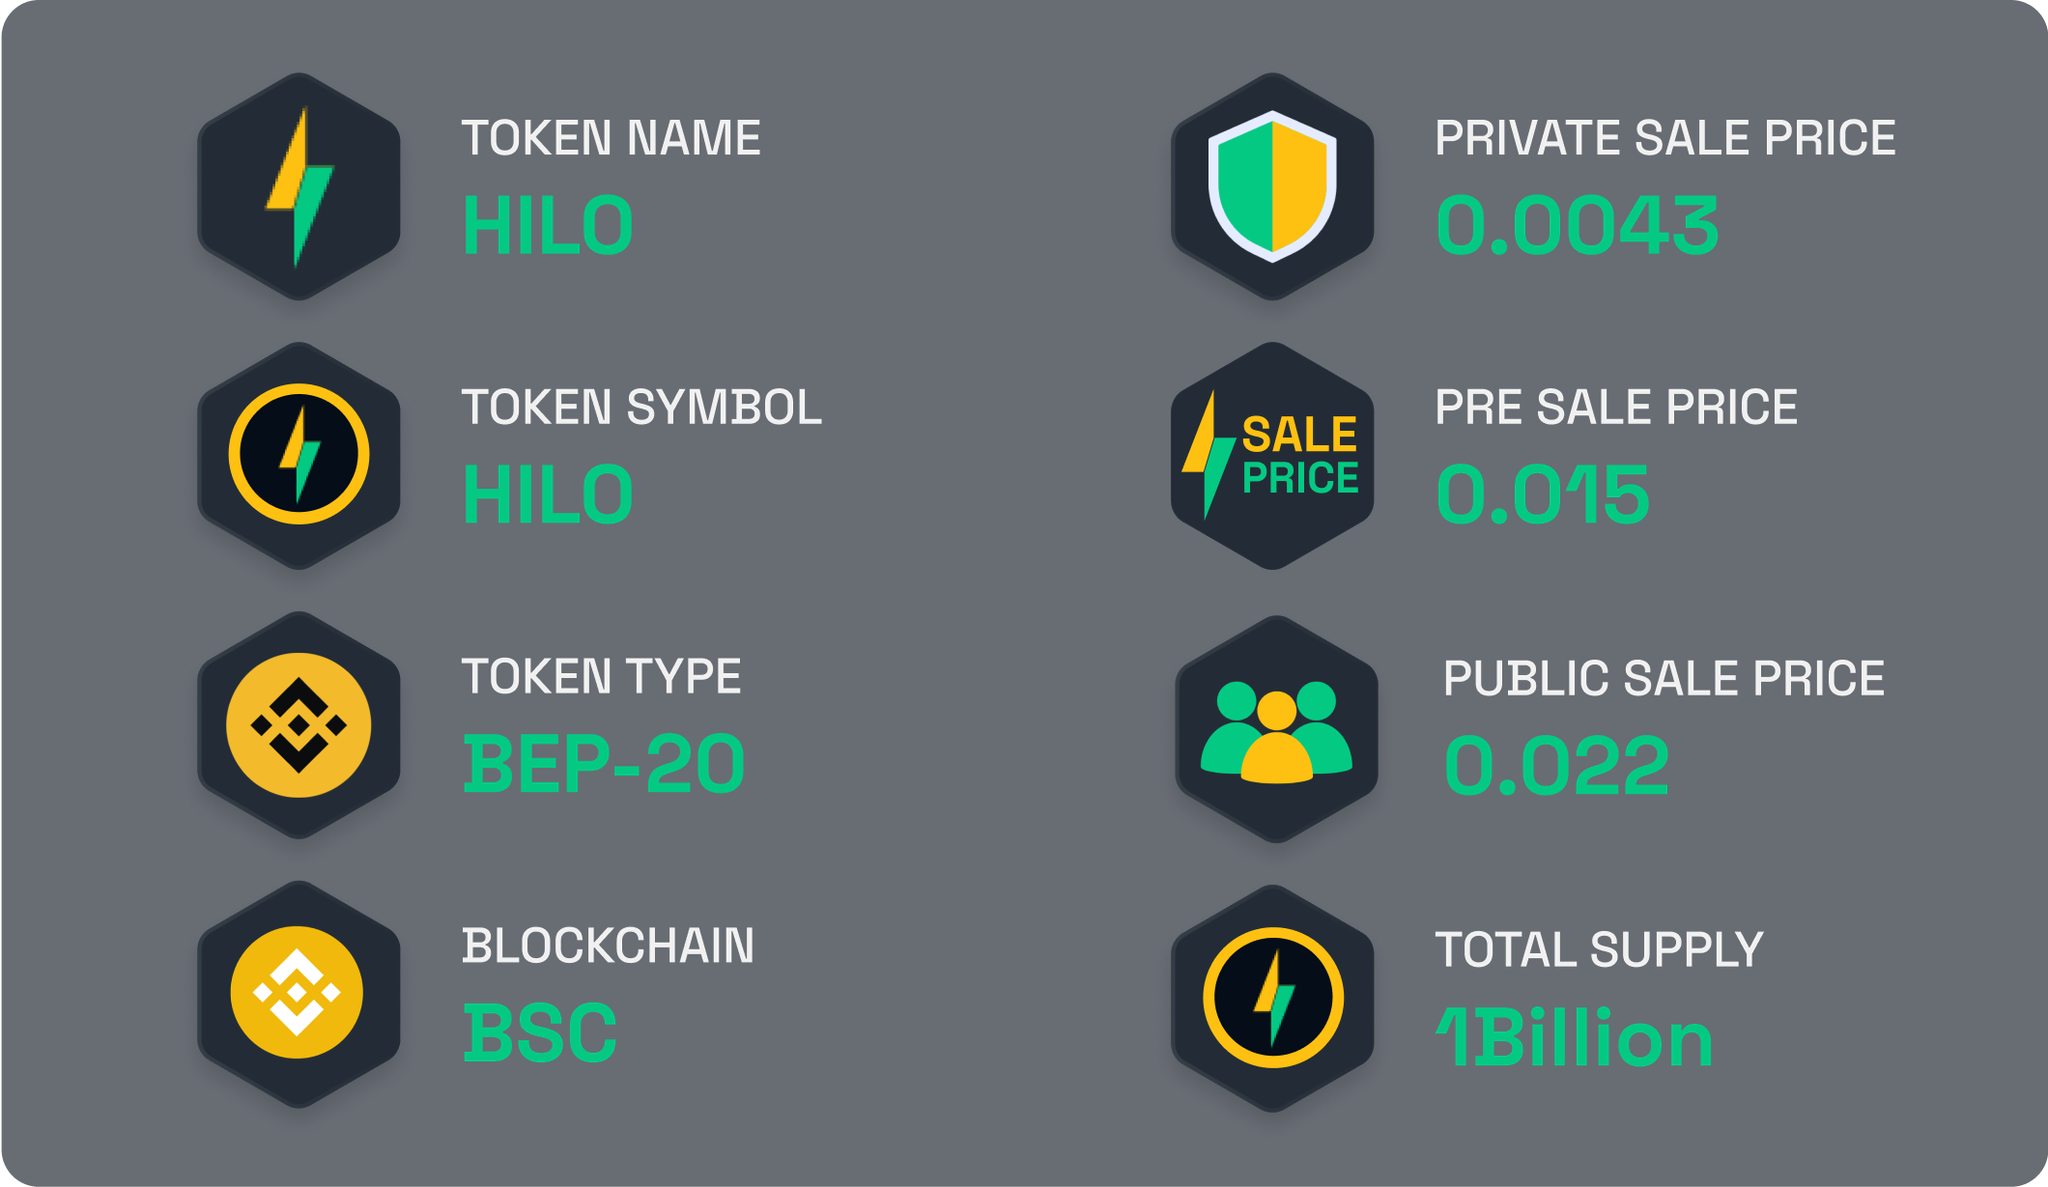 TOKEN NAME
HILO
TOKEN SYMBOL
HILO
TOKEN TYPE
BEP-20
BLOCKCHAIN
BSC
PRIVATE SALE PRICE
0.0043
SALE
PRICE
PRE SALE PRICE
0.015
PUBLIC SALE PRICE
0.022
TOTAL SUPPLY
1Billion